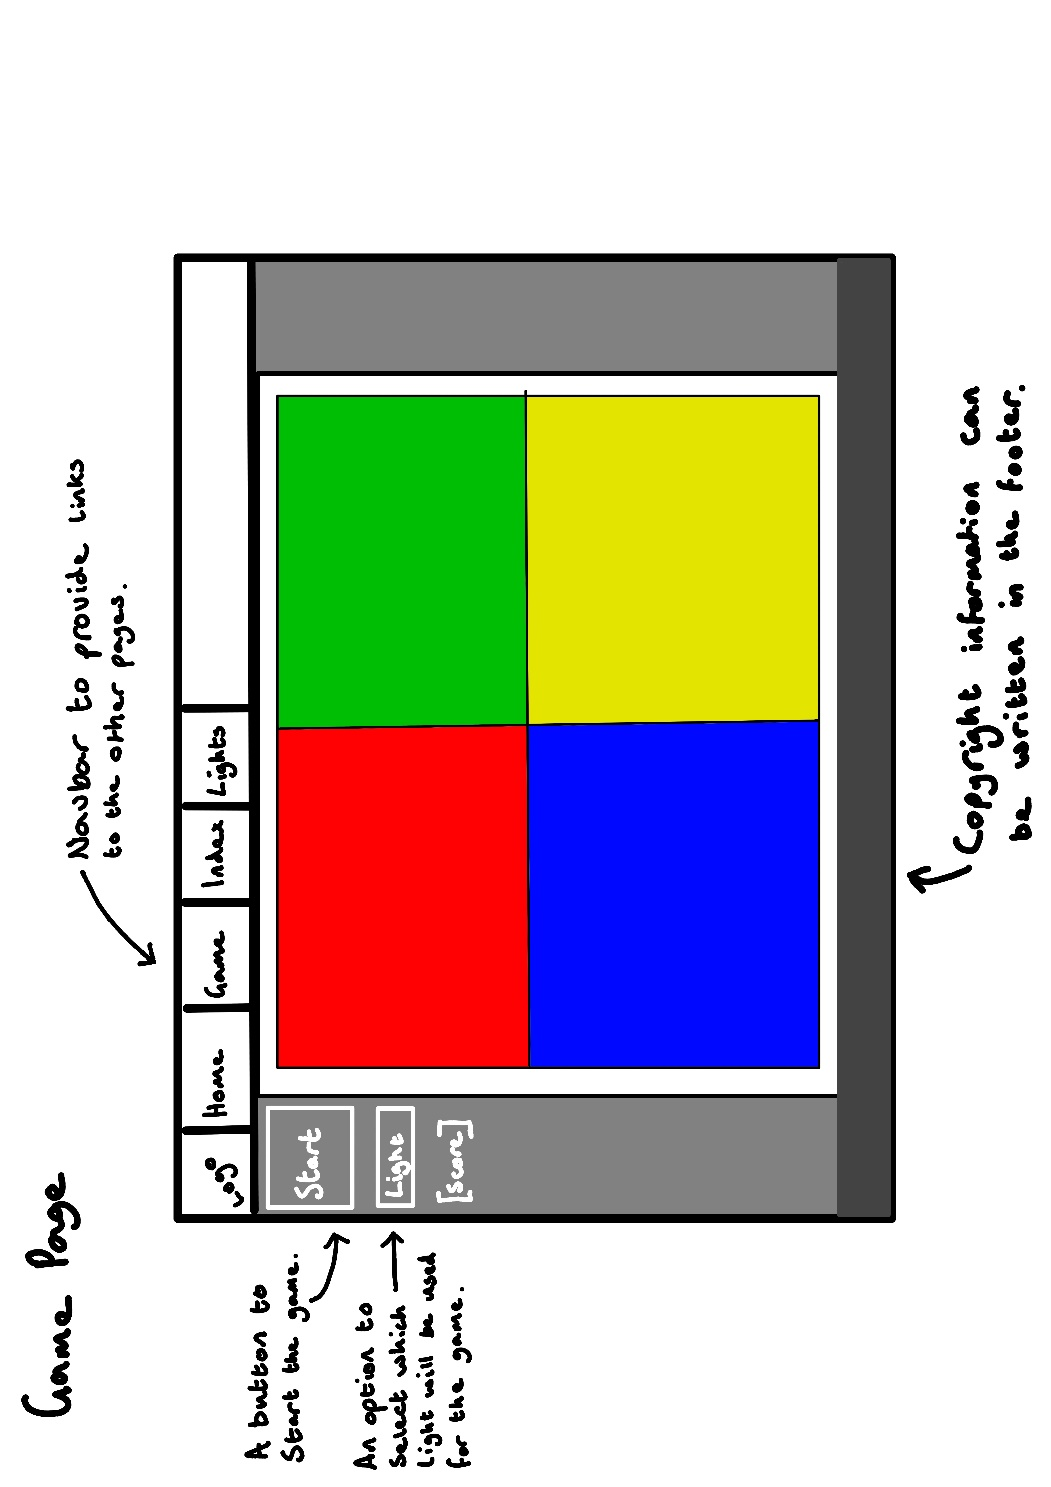 Game Page
Navbar to provide links
to the other pages.
Logo
Home
Game
Index
Lights
A button to
Start the game.
Start
An option to
Select which
Light will be used
for the game.
Light
[Score]
Copyright information can
be written in the footer.